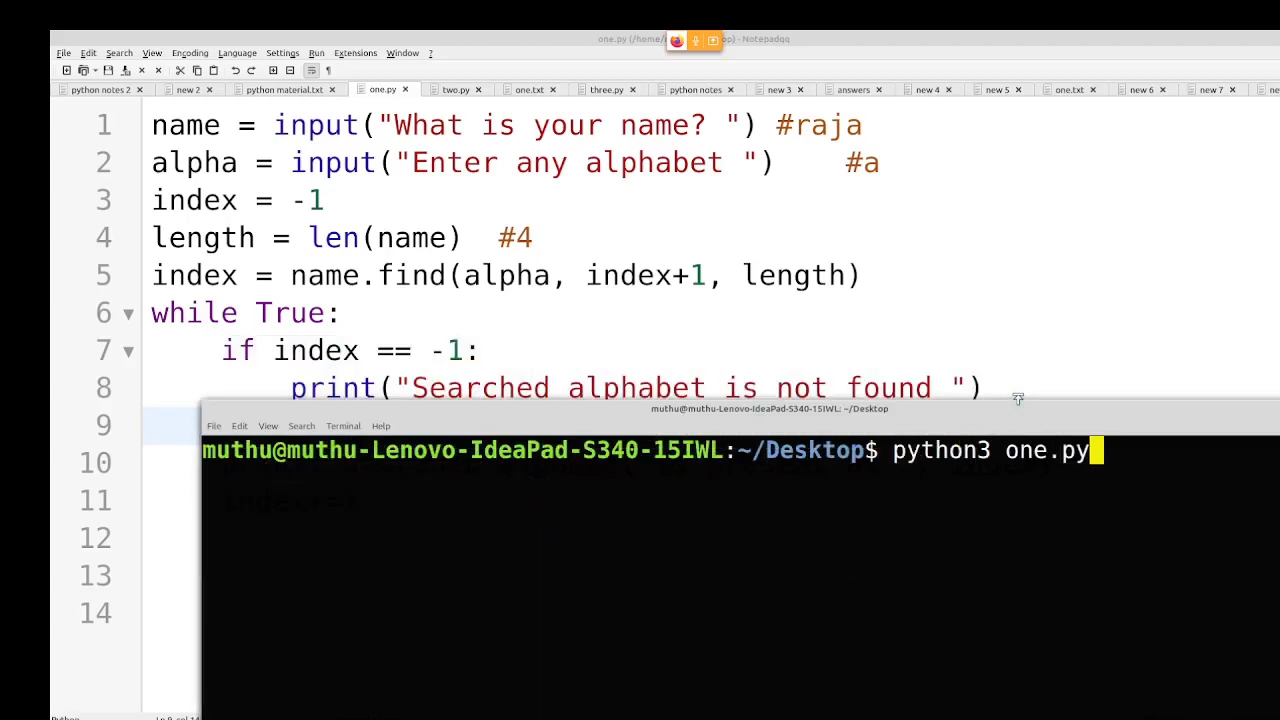 one.py (/home/ op) - Notepadqq
File Edit Search View Encoding Language Settings Run Extensions Window ?
python notes 2 new 2 python material.txt one.py two.py one.txt three.py python notes new 3 answers new 4 new 5 one.txt new 6 new 7
1 name = input("What is your name? ") #raja
2 alpha = input("Enter any alphabet ") #a
3 index = -1
4 length = len(name) #4
5 index = name.find(alpha, index+1, length)
6 while True:
7 if index == -1:
8 print("Searched alphabet is not found ")
9
10
11
12
13
14
muthu@muthu-Lenovo-IdeaPad-S340-15IWL: ~/Desktop
File Edit View Search Terminal Help
muthu@muthu-Lenovo-IdeaPad-S340-15IWL:~/Desktop$ python3 one.py